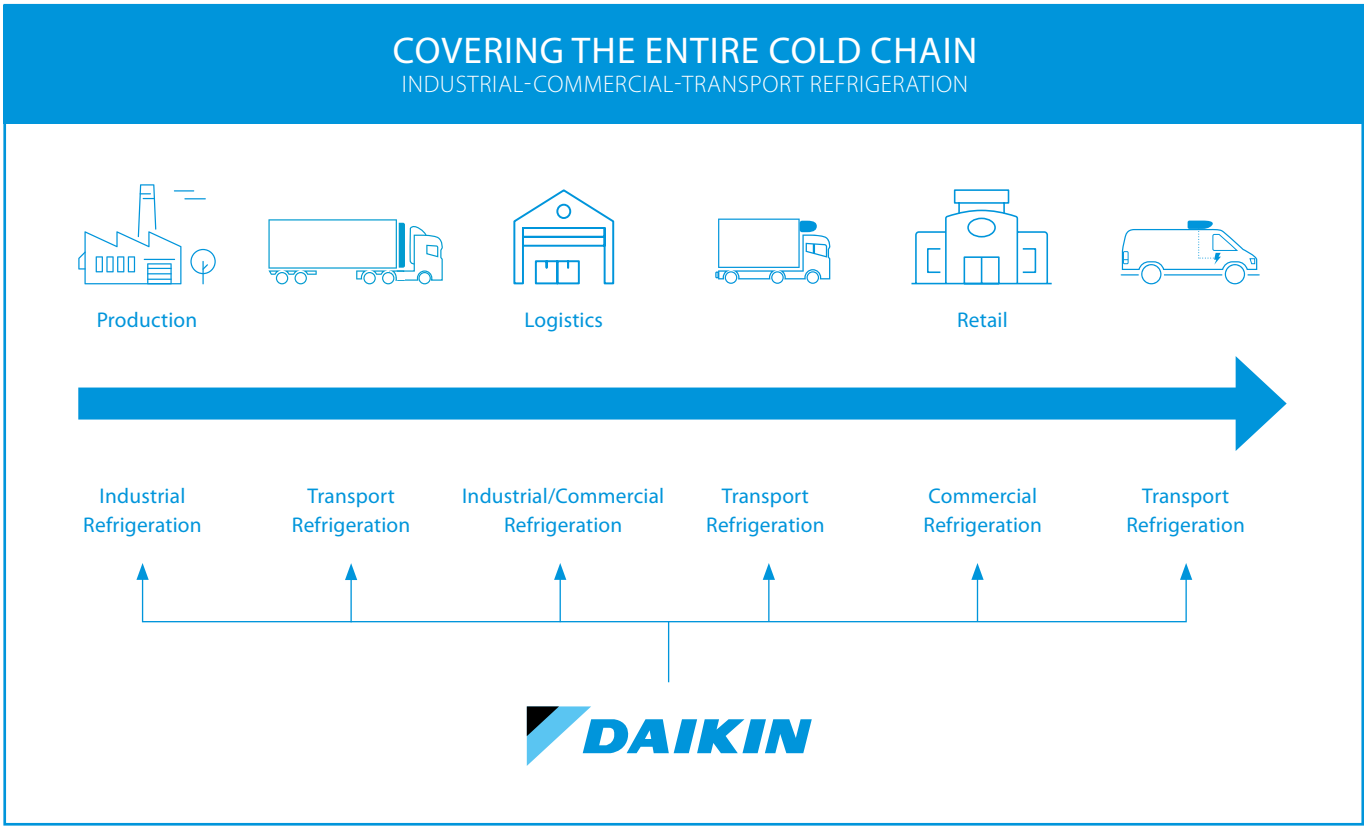 COVERING THE ENTIRE COLD CHAIN
INDUSTRIAL-COMMERCIAL-TRANSPORT REFRIGERATION
Production
Logistics
Retail
Industrial
Refrigeration
Transport
Refrigeration
Industrial/Commercial
Refrigeration
Transport
Refrigeration
Commercial
Refrigeration
Transport
Refrigeration
DAIKIN